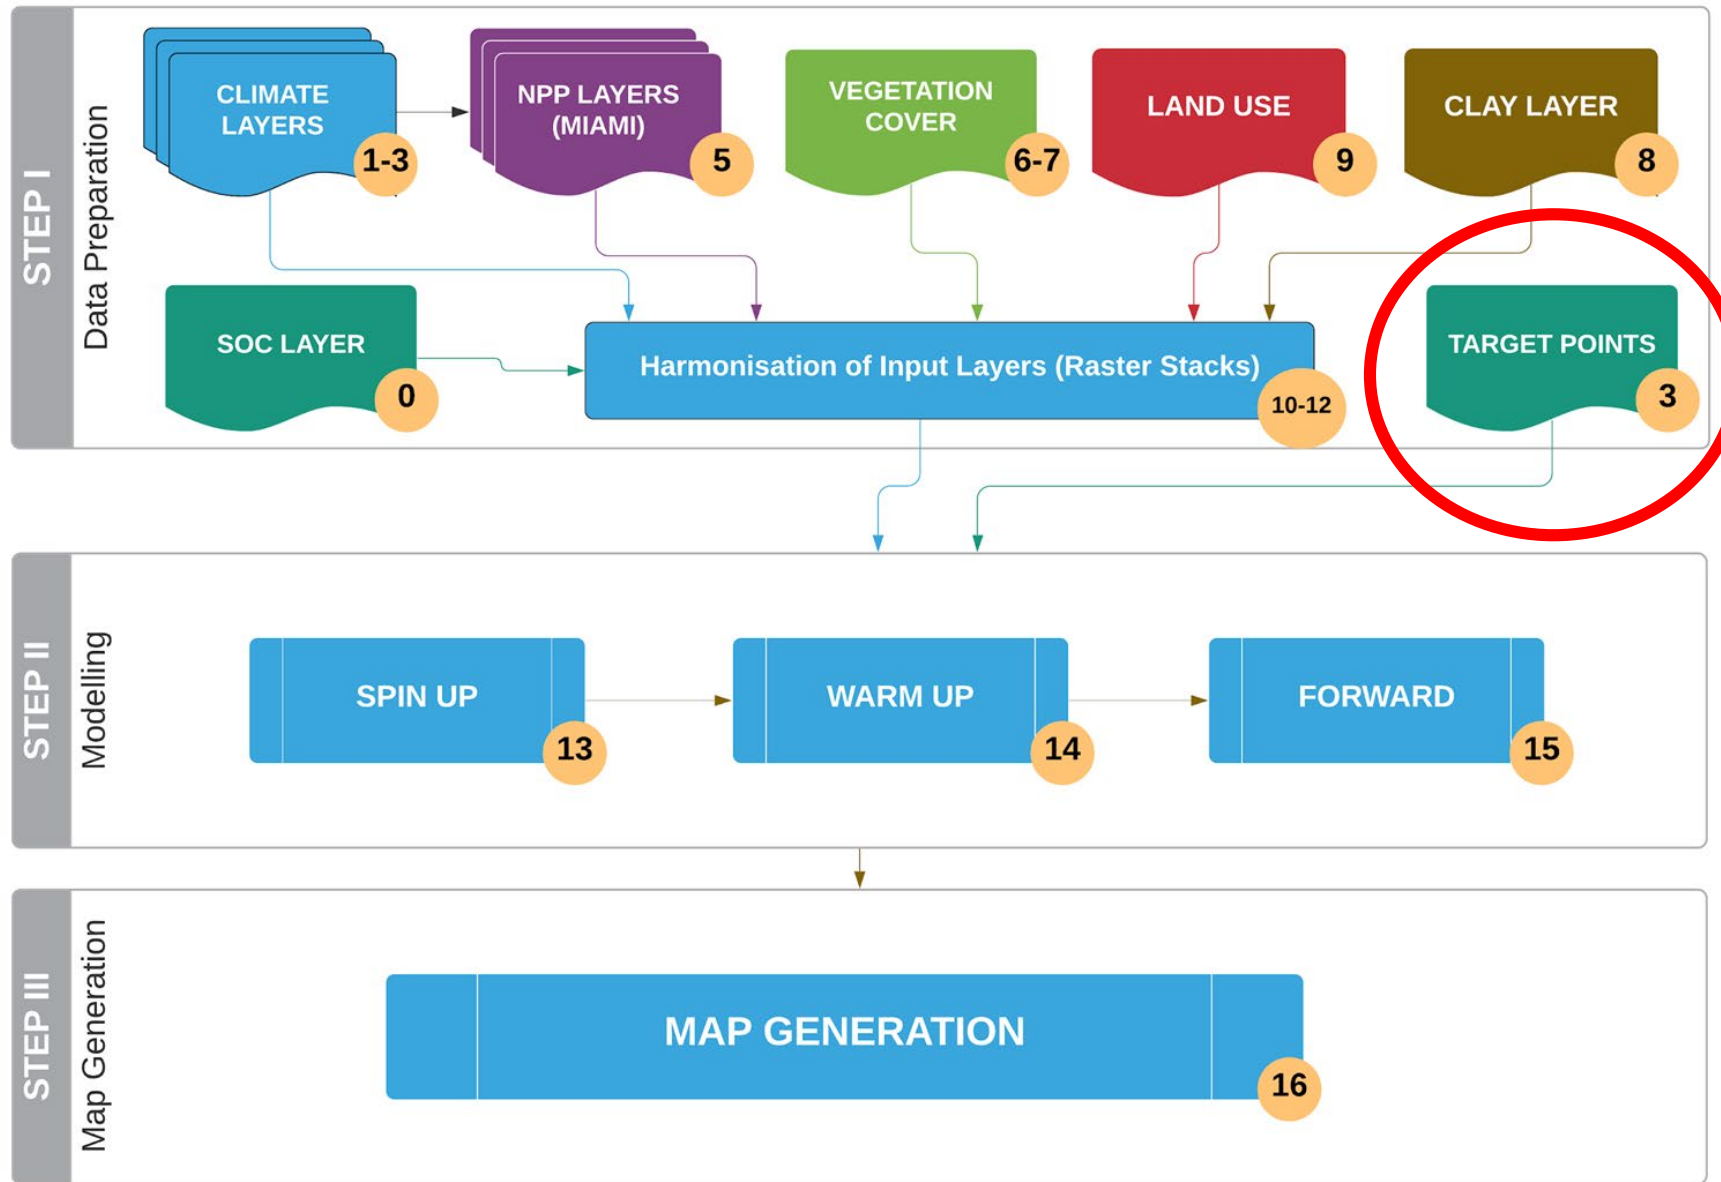 STEP I
Data Preparation
CLIMATE
LAYERS
1-3
NPP LAYERS
(MIAMI)
5
VEGETATION
COVER
6-7
LAND USE
9
CLAY LAYER
8
SOC LAYER
0
Harmonisation of Input Layers (Raster Stacks)
10-12
TARGET POINTS
3
STEP II
Modelling
SPIN UP
13
WARM UP
14
FORWARD
15
STEP III
Map Generation
MAP GENERATION
16